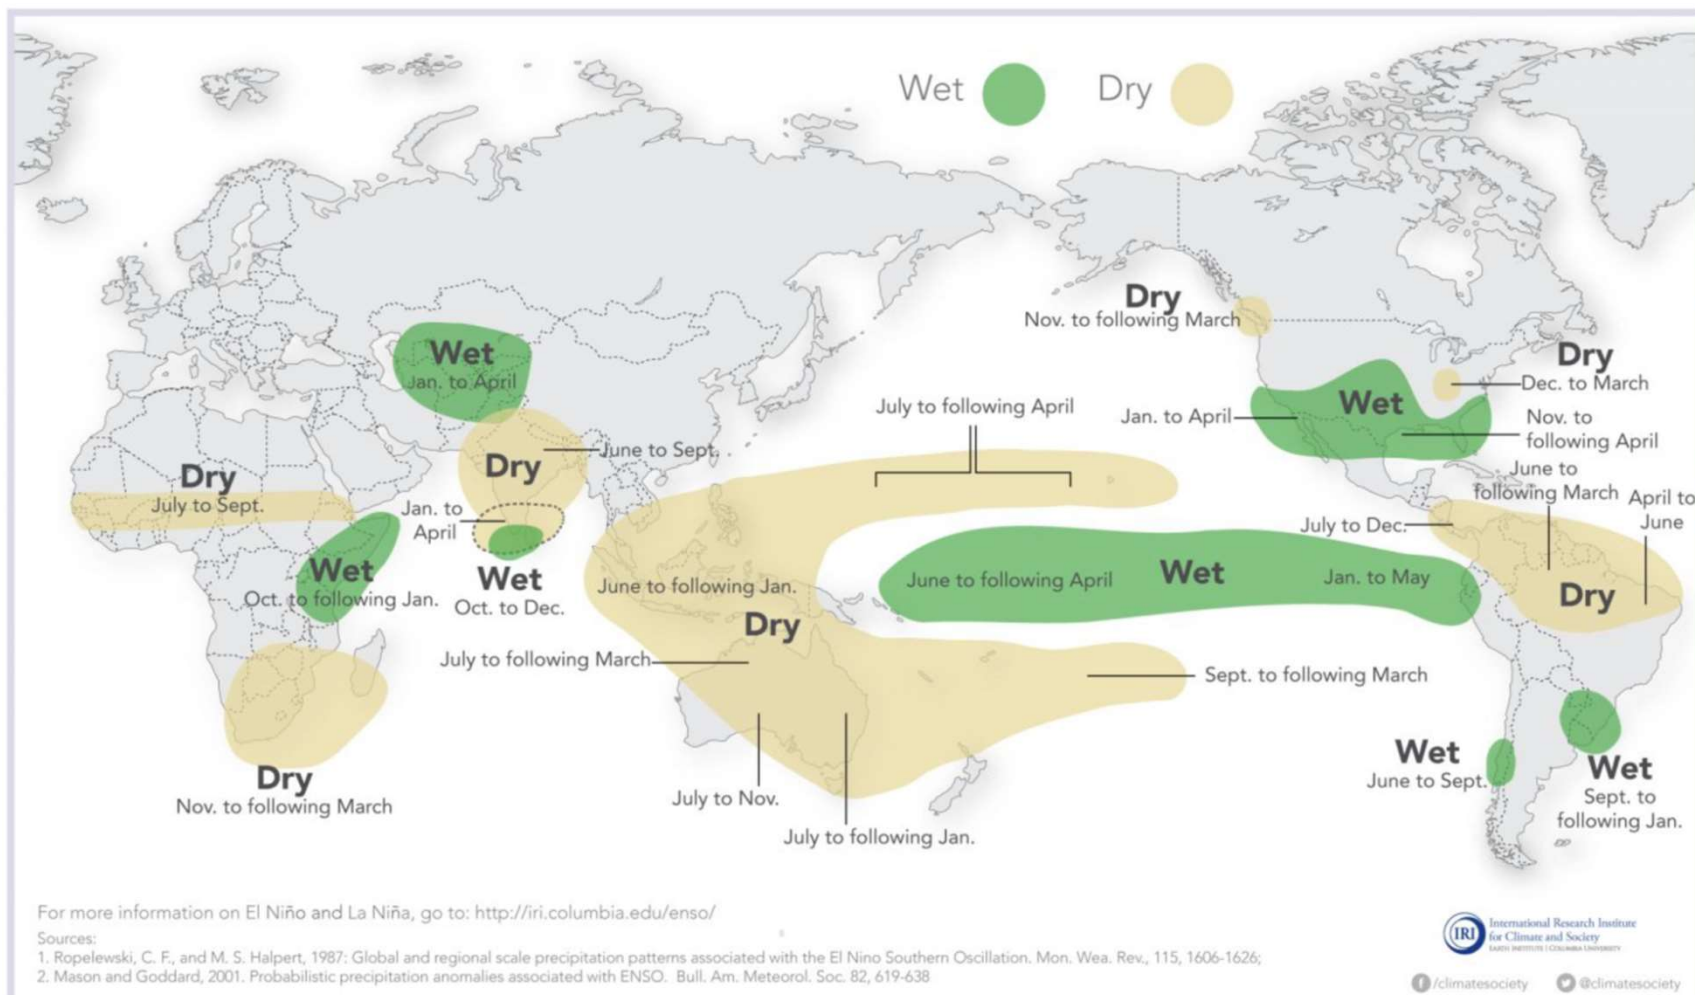 Wet
Dry
Dry
Nov. to following March
Dry
Dec. to March
Wet
Jan. to April
July to following April
Jan. to April
Wet
Nov. to
following April
June to Sept.
Dry
Dry
July to Sept.
June to
following March
April to
June
Jan. to
April
July to Dec.
Wet
Oct. to following Jan.
Wet
Oct. to Dec.
June to following Jan.
Dry
June to following April
Wet
Jan. to May
Dry
July to following March
Sept. to following March
Dry
Nov. to following March
July to Nov.
July to following Jan.
Wet
June to Sept.
Wet
Sept. to
following Jan.
For more information on El Niño and La Niña, go to: http://iri.columbia.edu/enso/
Sources:
1. Ropelewski, C. F., and M. S. Halpert, 1987: Global and regional scale precipitation patterns associated with the El Nino Southern Oscillation. Mon. Wea. Rev., 115, 1606-1626;
2. Mason and Goddard, 2001. Probabilistic precipitation anomalies associated with ENSO. Bull. Am. Meteorol. Soc. 82, 619-638
IRI
International Research Institute
for Climate and Society
EARTH INSTITUTE | COLUMBIA UNIVERSITY
/climatesociety
@climatesociety